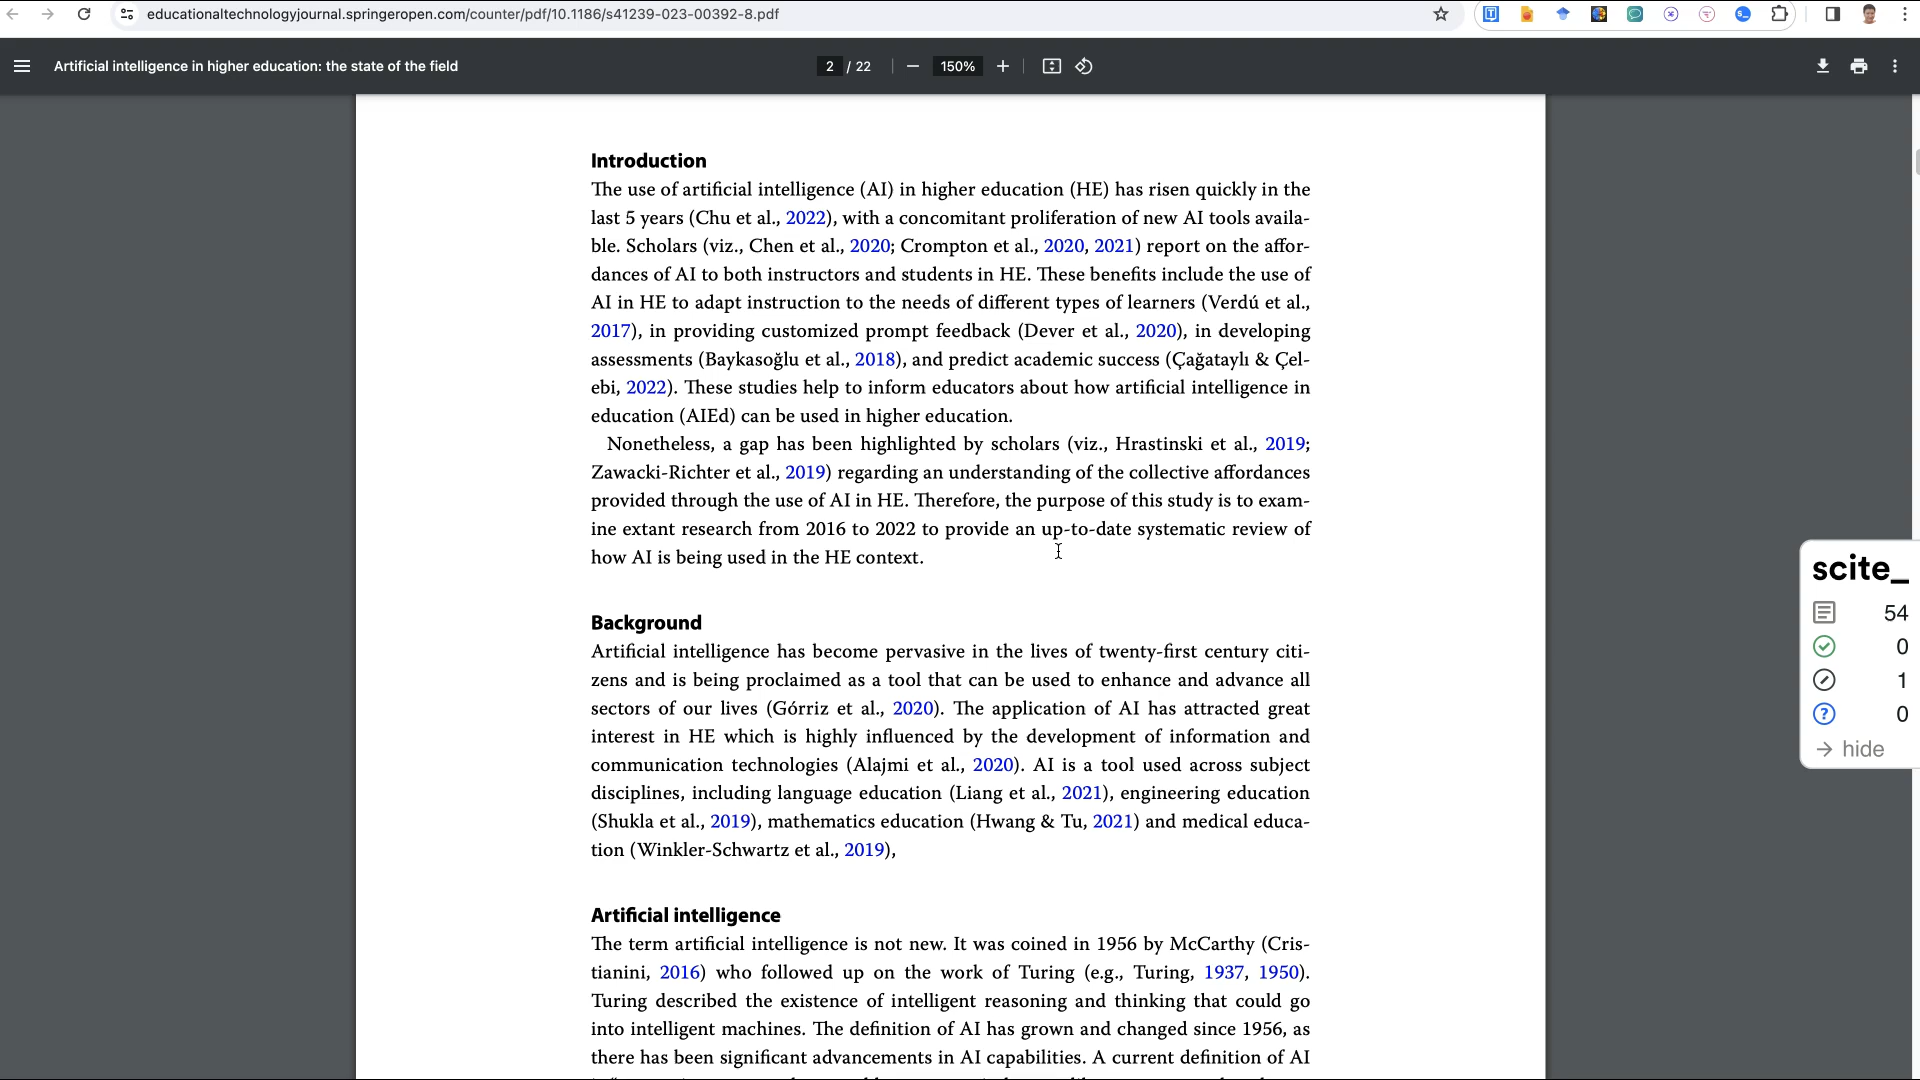 educationaltechnologyjournal.springeropen.com/counter/pdf/10.1186/s41239-023-00392-8.pdf
Artificial intelligence in higher education: the state of the field
2 / 22
150%
Introduction
The use of artificial intelligence (AI) in higher education (HE) has risen quickly in the
last 5 years (Chu et al., 2022), with a concomitant proliferation of new AI tools availa-
ble. Scholars (viz., Chen et al., 2020; Crompton et al., 2020, 2021) report on the affor-
dances of AI to both instructors and students in HE. These benefits include the use of
AI in HE to adapt instruction to the needs of different types of learners (Verdú et al.,
2017), in providing customized prompt feedback (Dever et al., 2020), in developing
assessments (Baykasoğlu et al., 2018), and predict academic success (Çağataylı & Çel-
ebi, 2022). These studies help to inform educators about how artificial intelligence in
education (AIEd) can be used in higher education.
Nonetheless, a gap has been highlighted by scholars (viz., Hrastinski et al., 2019;
Zawacki-Richter et al., 2019) regarding an understanding of the collective affordances
provided through the use of AI in HE. Therefore, the purpose of this study is to exam-
ine extant research from 2016 to 2022 to provide an up-to-date systematic review of
how AI is being used in the HE context.
Background
Artificial intelligence has become pervasive in the lives of twenty-first century citi-
zens and is being proclaimed as a tool that can be used to enhance and advance all
sectors of our lives (Górriz et al., 2020). The application of AI has attracted great
interest in HE which is highly influenced by the development of information and
communication technologies (Alajmi et al., 2020). AI is a tool used across subject
disciplines, including language education (Liang et al., 2021), engineering education
(Shukla et al., 2019), mathematics education (Hwang & Tu, 2021) and medical educa-
tion (Winkler-Schwartz et al., 2019),
Artificial intelligence
The term artificial intelligence is not new. It was coined in 1956 by McCarthy (Cris-
tianini, 2016) who followed up on the work of Turing (e.g., Turing, 1937, 1950).
Turing described the existence of intelligent reasoning and thinking that could go
into intelligent machines. The definition of AI has grown and changed since 1956, as
there has been significant advancements in AI capabilities. A current definition of AI
scite_
54
0
1
0
→ hide